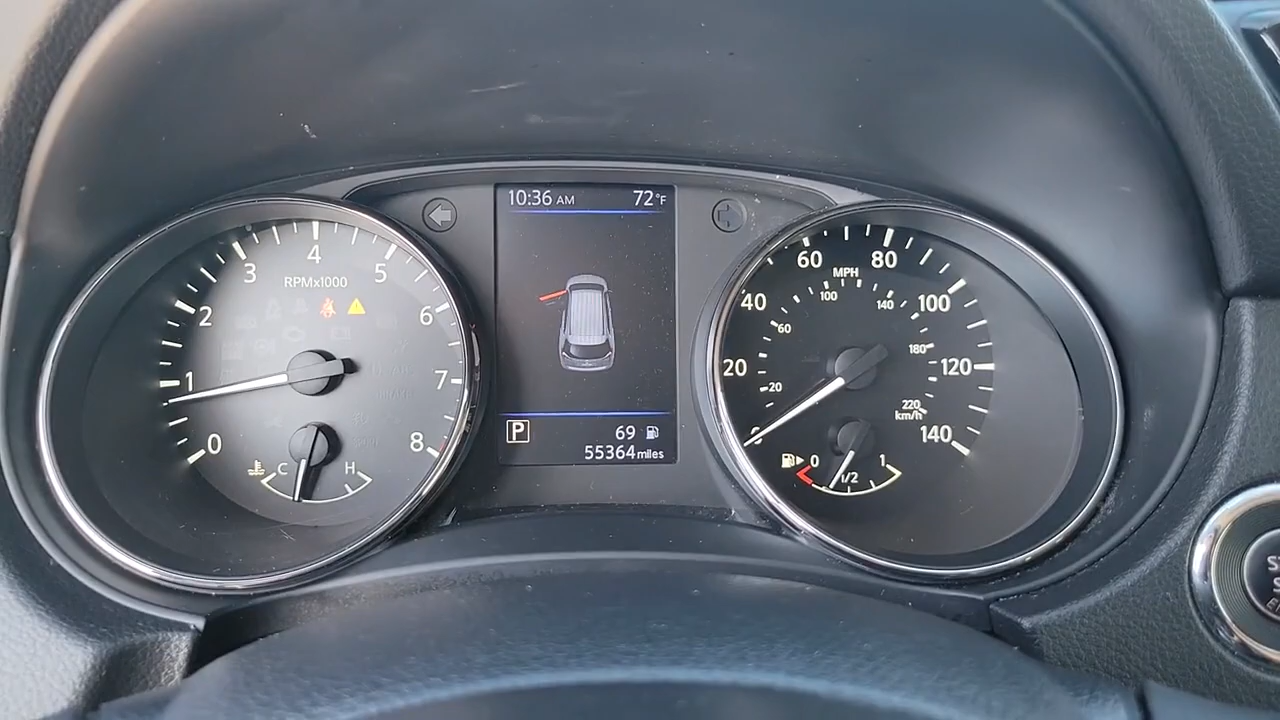 10:36 AM 72°F
RPMx1000
0 1 2 3 4 5 6 7 8
C H
P 69
55364 miles
MPH
0 20 40 60 80 100 120 140
20 60 100 140 180 220
km/h
0 1/2 1